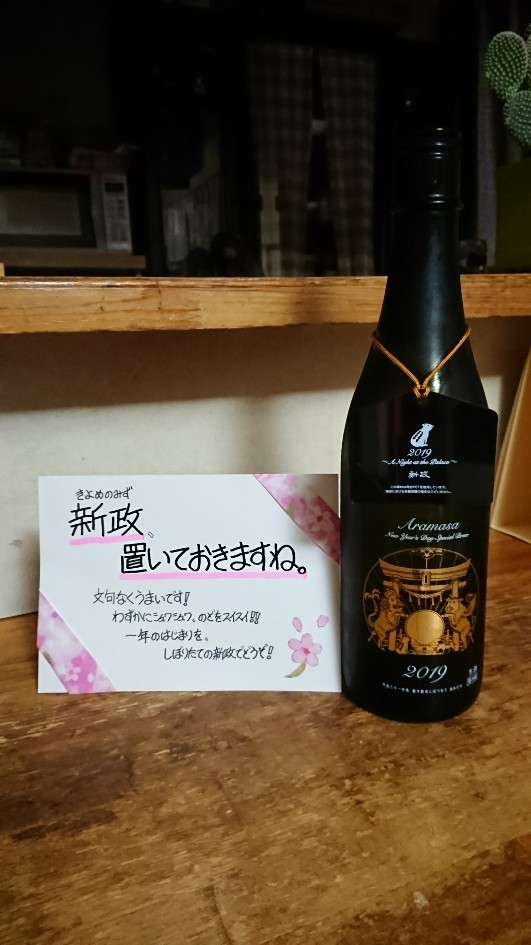 きよめのみず
新政、
置いておきますね。
文句なくうまいです!
わずかにシュワシュワ。のどをスイスイ!!
一年のはじまりを。
しぼりたての新政でどうぞ!
2019
~A Night at the Palace~
新政
Aramasa
New Year's Day Special Brew
2019